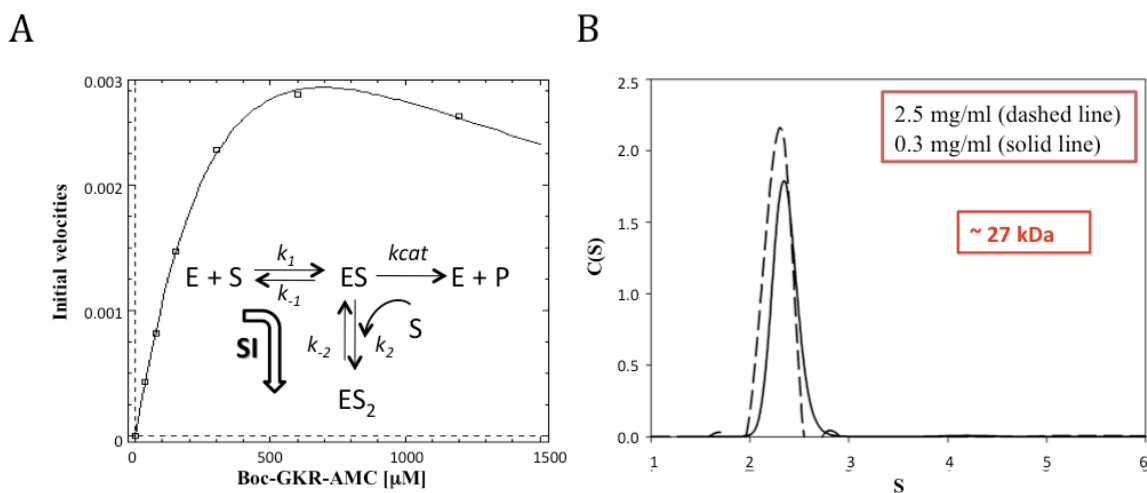 A
0.003
0.002
0.001
0
Initial velocities
0
500
1000
1500
Boc-GKR-AMC [µM]
E + S
k1
k-1
ES
kcat
E + P
SI
k-2
k2
S
ES2
B
2.5
2.0
1.5
1.0
0.5
0.0
C(S)
2.5 mg/ml (dashed line)
0.3 mg/ml (solid line)
~ 27 kDa
1
2
3
4
5
6
S